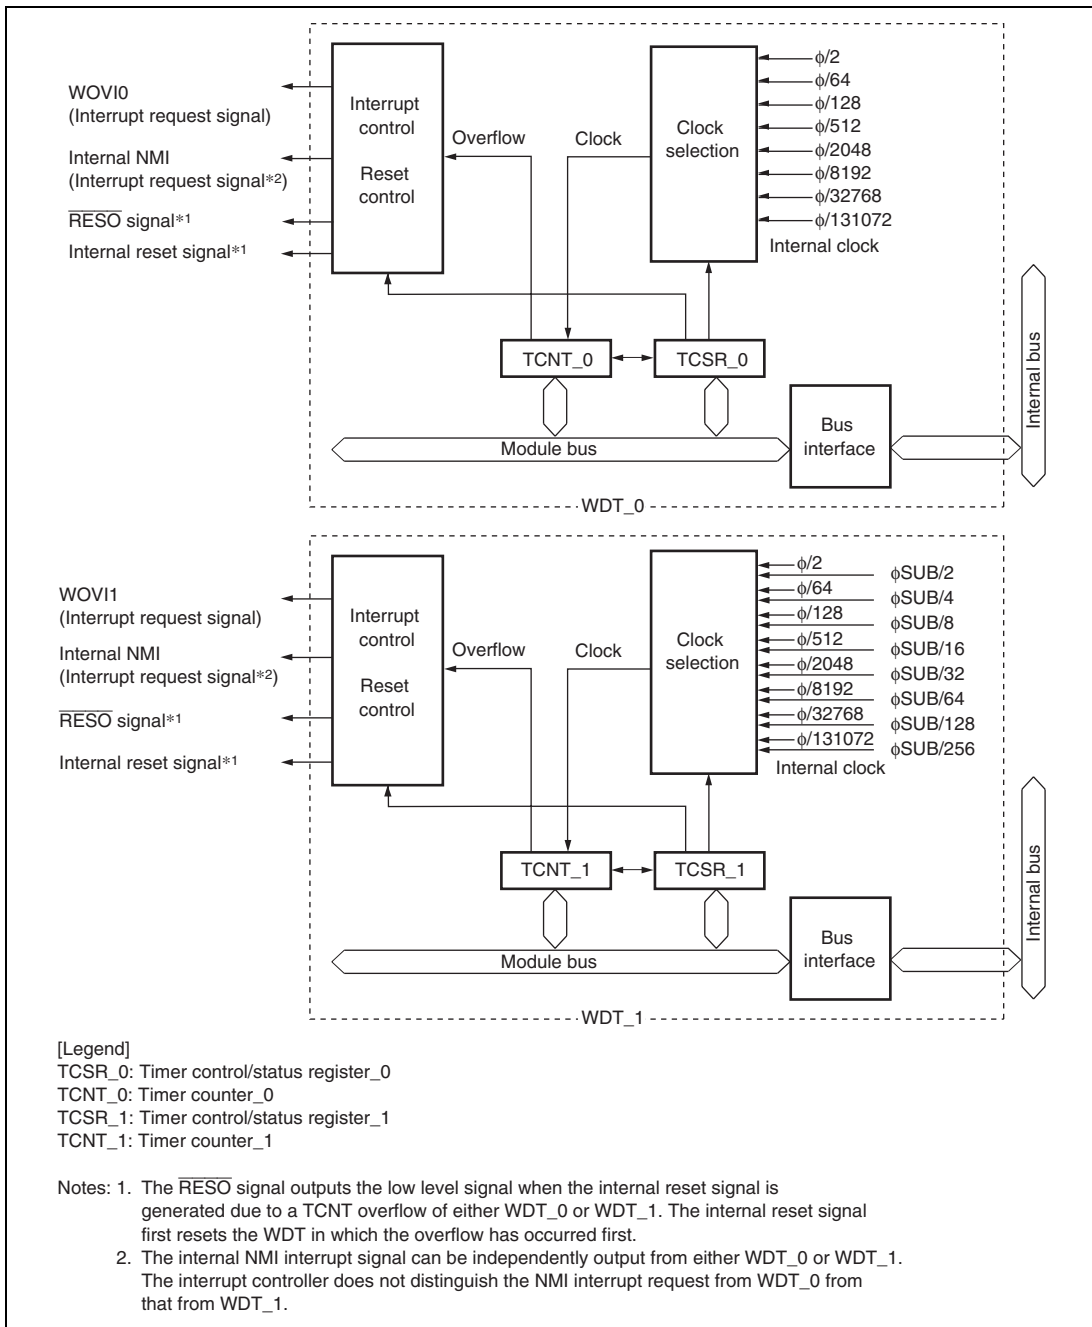 WOVI0
(Interrupt request signal)
Internal NMI
(Interrupt request signal*2)
RESO signal*1
Internal reset signal*1
Interrupt
control
Reset
control
Overflow
Clock
Clock
selection
φ/2
φ/64
φ/128
φ/512
φ/2048
φ/8192
φ/32768
φ/131072
Internal clock
TCNT_0
TCSR_0
Module bus
Bus
interface
Internal bus
WDT_0
WOVI1
(Interrupt request signal)
Internal NMI
(Interrupt request signal*2)
RESO signal*1
Internal reset signal*1
Interrupt
control
Reset
control
Overflow
Clock
Clock
selection
φ/2
φSUB/2
φ/64
φSUB/4
φ/128
φSUB/8
φ/512
φSUB/16
φ/2048
φSUB/32
φ/8192
φSUB/64
φ/32768
φSUB/128
φ/131072
φSUB/256
Internal clock
TCNT_1
TCSR_1
Module bus
Bus
interface
Internal bus
WDT_1
[Legend]
TCSR_0: Timer control/status register_0
TCNT_0: Timer counter_0
TCSR_1: Timer control/status register_1
TCNT_1: Timer counter_1
Notes: 1. The RESO signal outputs the low level signal when the internal reset signal is
generated due to a TCNT overflow of either WDT_0 or WDT_1. The internal reset signal
first resets the WDT in which the overflow has occurred first.
2. The internal NMI interrupt signal can be independently output from either WDT_0 or WDT_1.
The interrupt controller does not distinguish the NMI interrupt request from WDT_0 from
that from WDT_1.